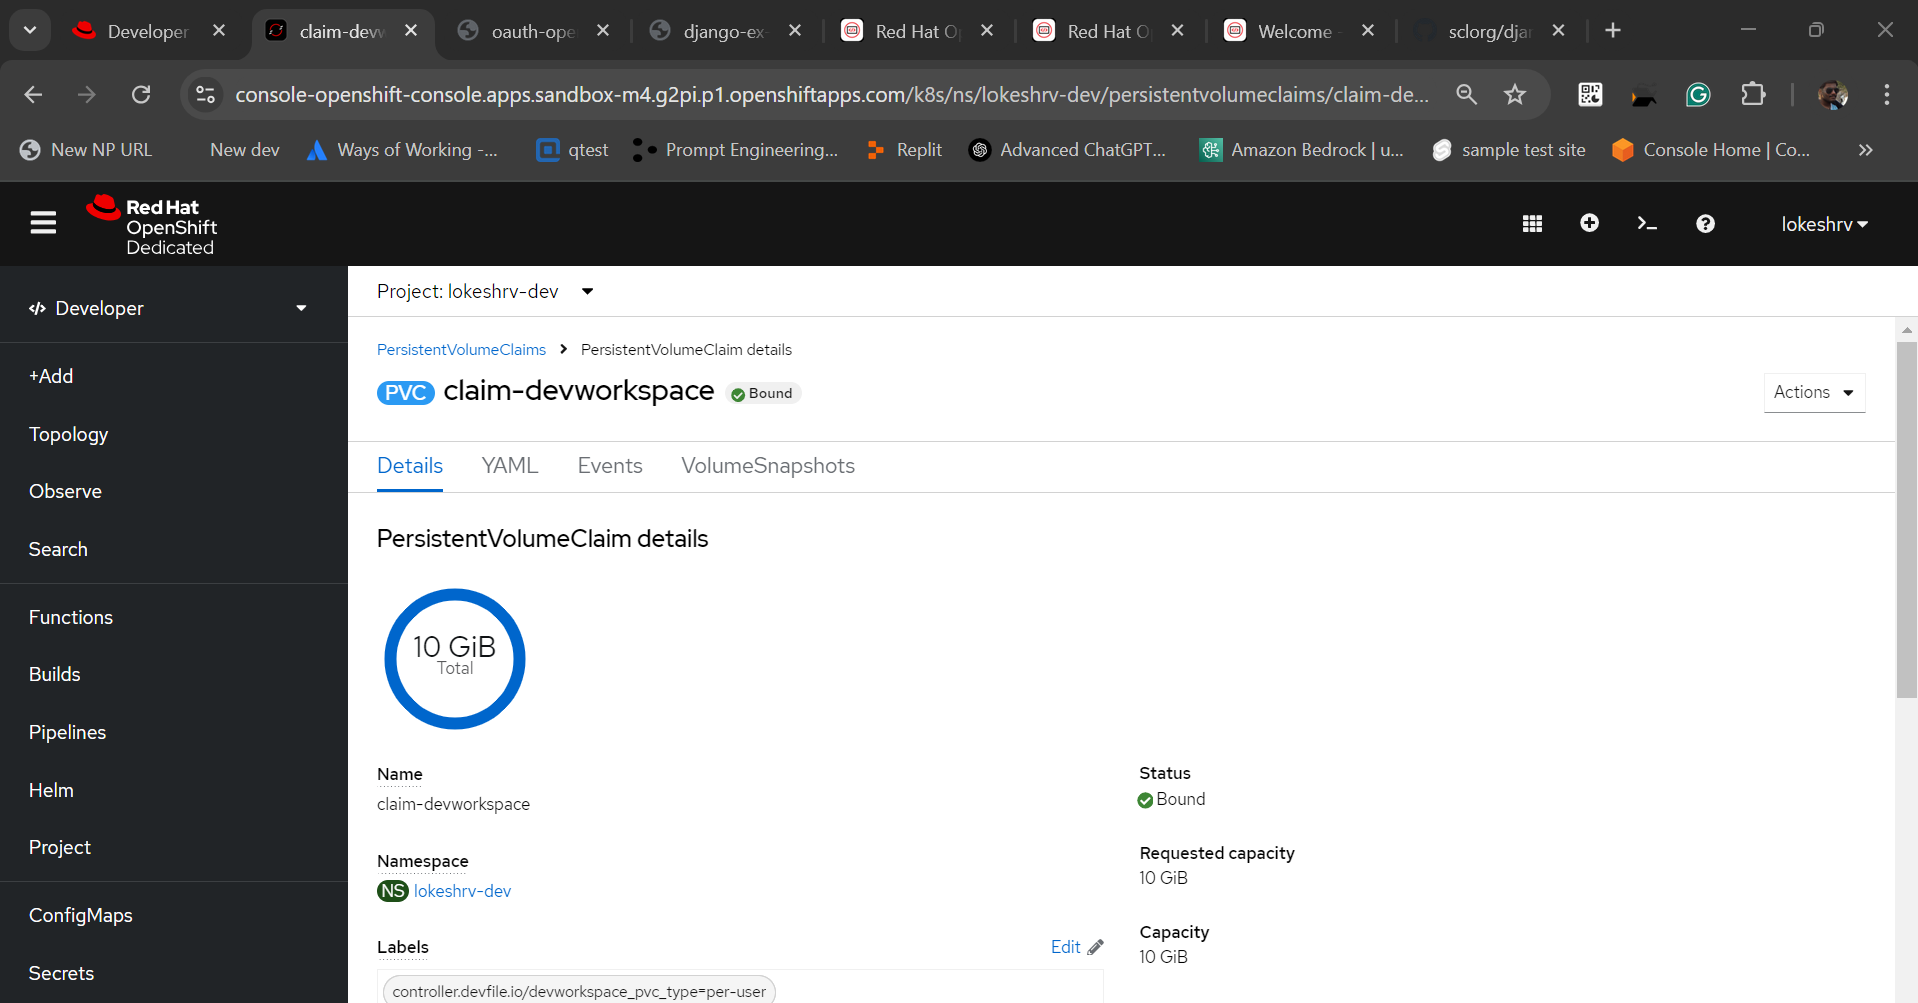 Developer
claim-devw
oauth-ope
django-ex-
Red Hat O
Red Hat O
Welcome -
sclorg/djan
console-openshift-console.apps.sandbox-m4.g2pi.p1.openshiftapps.com/k8s/ns/lokeshrv-dev/persistentvolumeclaims/claim-de...
New NP URL
New dev
Ways of Working -...
qtest
Prompt Engineering...
Replit
Advanced ChatGPT...
Amazon Bedrock | u...
sample test site
Console Home | Co...
Red Hat
OpenShift
Dedicated
lokeshrv
Developer
+Add
Topology
Observe
Search
Functions
Builds
Pipelines
Helm
Project
ConfigMaps
Secrets
Project: lokeshrv-dev
PersistentVolumeClaims
PersistentVolumeClaim details
PVC claim-devworkspace Bound
Actions
Details YAML Events VolumeSnapshots
PersistentVolumeClaim details
10 GiB
Total
Name
claim-devworkspace
Namespace
NS lokeshrv-dev
Labels
Edit
controller.devfile.io/devworkspace_pvc_type=per-user
Status
Bound
Requested capacity
10 GiB
Capacity
10 GiB